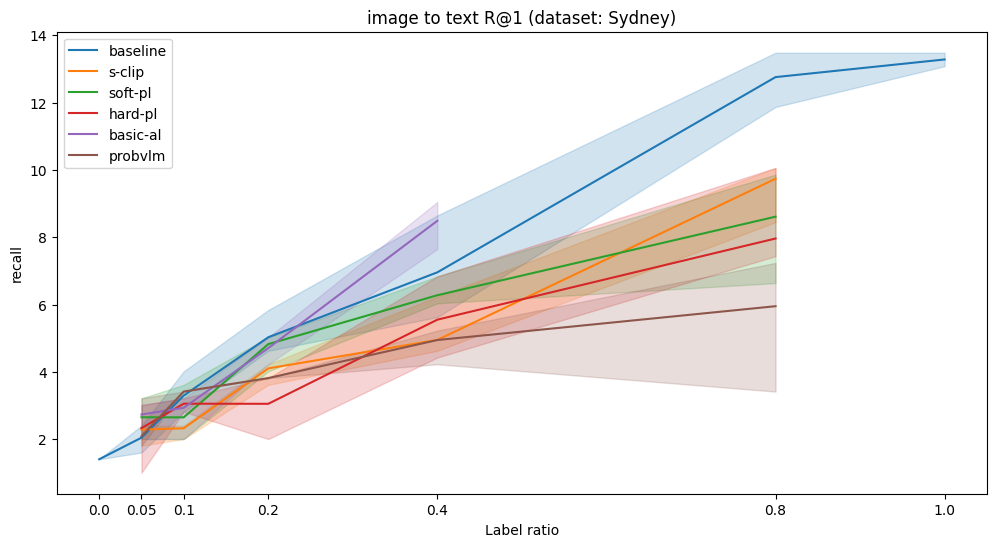 image to text R@1 (dataset: Sydney)
baseline
s-clip
soft-pl
hard-pl
basic-al
probvlm
recall
14
12
10
8
6
4
2
0.0 0.05 0.1 0.2 0.4 0.8 1.0
Label ratio